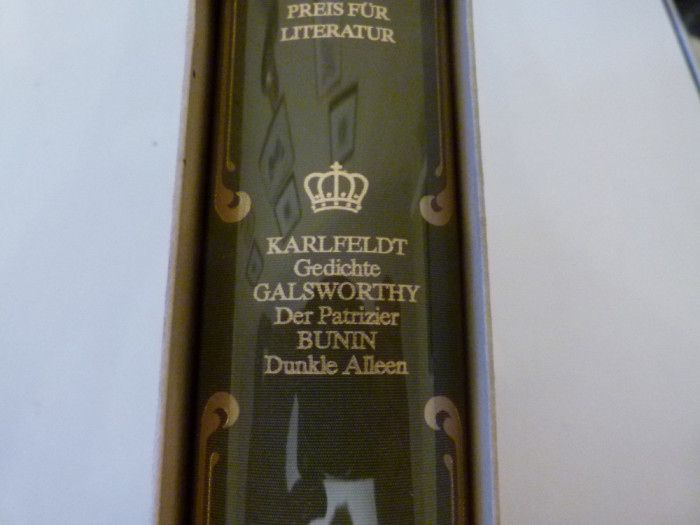 PREIS FÜR
LITERATUR
KARLFELDT
Gedichte
GALSWORTHY
Der Patrizier
BUNIN
Dunkle Alleen